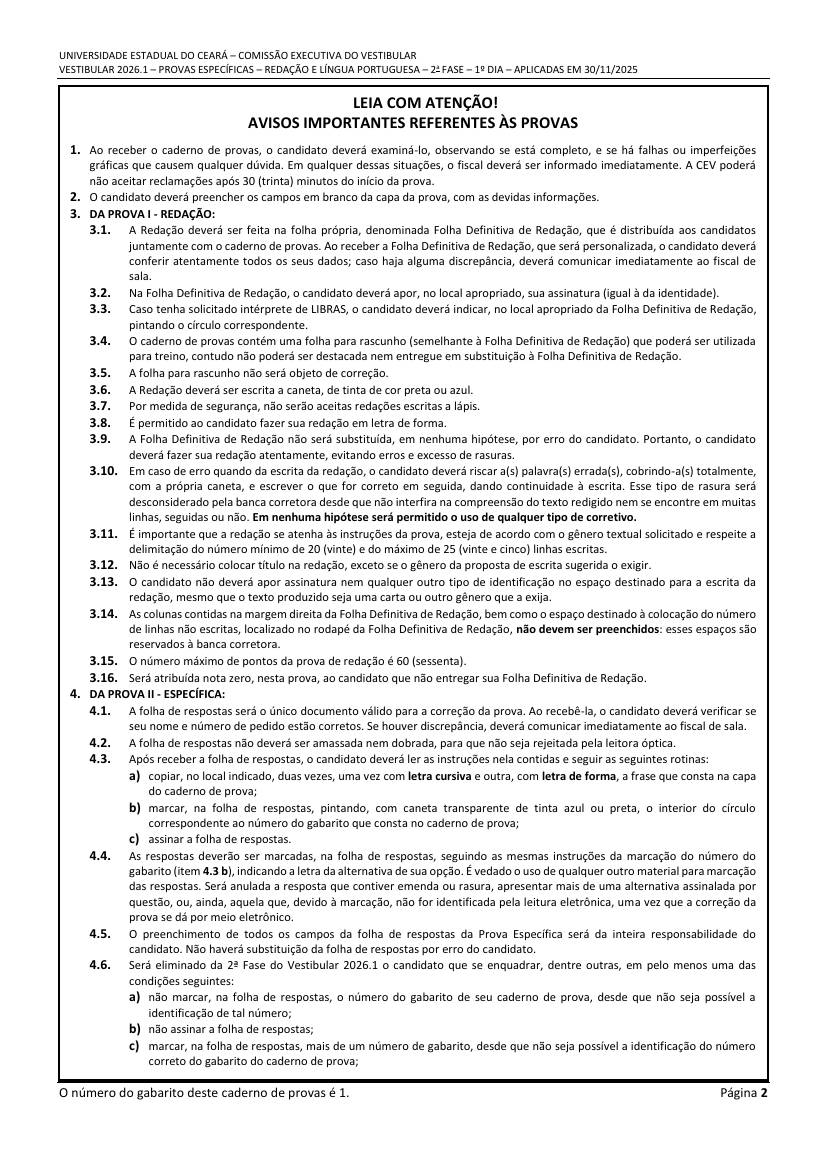 UNIVERSIDADE ESTADUAL DO CEARÁ – COMISSÃO EXECUTIVA DO VESTIBULAR
VESTIBULAR 2026.1 – PROVAS ESPECÍFICAS – REDAÇÃO E LÍNGUA PORTUGUESA – 2ª FASE – 1º DIA – APLICADAS EM 30/11/2025
LEIA COM ATENÇÃO!
AVISOS IMPORTANTES REFERENTES ÀS PROVAS
1. Ao receber o caderno de provas, o candidato deverá examiná-lo, observando se está completo, e se há falhas ou imperfeições
gráficas que causem qualquer dúvida. Em qualquer dessas situações, o fiscal deverá ser informado imediatamente. A CEV poderá
não aceitar reclamações após 30 (trinta) minutos do início da prova.
2. O candidato deverá preencher os campos em branco da capa da prova, com as devidas informações.
3. DA PROVA I - REDAÇÃO:
3.1. A Redação deverá ser feita na folha própria, denominada Folha Definitiva de Redação, que é distribuída aos candidatos
juntamente com o caderno de provas. Ao receber a Folha Definitiva de Redação, que será personalizada, o candidato deverá
conferir atentamente todos os seus dados; caso haja alguma discrepância, deverá comunicar imediatamente ao fiscal de
sala.
3.2. Na Folha Definitiva de Redação, o candidato deverá apor, no local apropriado, sua assinatura (igual à da identidade).
3.3. Caso tenha solicitado intérprete de LIBRAS, o candidato deverá indicar, no local apropriado da Folha Definitiva de Redação,
pintando o círculo correspondente.
3.4. O caderno de provas contém uma folha para rascunho (semelhante à Folha Definitiva de Redação) que poderá ser utilizada
para treino, contudo não poderá ser destacada nem entregue em substituição à Folha Definitiva de Redação.
3.5. A folha para rascunho não será objeto de correção.
3.6. A Redação deverá ser escrita a caneta, de tinta de cor preta ou azul.
3.7. Por medida de segurança, não serão aceitas redações escritas a lápis.
3.8. É permitido ao candidato fazer sua redação em letra de forma.
3.9. A Folha Definitiva de Redação não será substituída, em nenhuma hipótese, por erro do candidato. Portanto, o candidato
deverá fazer sua redação atentamente, evitando erros e excesso de rasuras.
3.10. Em caso de erro quando da escrita da redação, o candidato deverá riscar a(s) palavra(s) errada(s), cobrindo-a(s) totalmente,
com a própria caneta, e escrever o que for correto em seguida, dando continuidade à escrita. Esse tipo de rasura será
desconsiderado pela banca corretora desde que não interfira na compreensão do texto redigido nem se encontre em muitas
linhas, seguidas ou não. Em nenhuma hipótese será permitido o uso de qualquer tipo de corretivo.
3.11. É importante que a redação se atenha às instruções da prova, esteja de acordo com o gênero textual solicitado e respeite a
delimitação do número mínimo de 20 (vinte) e do máximo de 25 (vinte e cinco) linhas escritas.
3.12. Não é necessário colocar título na redação, exceto se o gênero da proposta de escrita sugerida o exigir.
3.13. O candidato não deverá apor assinatura nem qualquer outro tipo de identificação no espaço destinado para a escrita da
redação, mesmo que o texto produzido seja uma carta ou outro gênero que a exija.
3.14. As colunas contidas na margem direita da Folha Definitiva de Redação, bem como o espaço destinado à colocação do número
de linhas não escritas, localizado no rodapé da Folha Definitiva de Redação, não devem ser preenchidos: esses espaços são
reservados à banca corretora.
3.15. O número máximo de pontos da prova de redação é 60 (sessenta).
3.16. Será atribuída nota zero, nesta prova, ao candidato que não entregar sua Folha Definitiva de Redação.
4. DA PROVA II - ESPECÍFICA:
4.1. A folha de respostas será o único documento válido para a correção da prova. Ao recebê-la, o candidato deverá verificar se
seu nome e número de pedido estão corretos. Se houver discrepância, deverá comunicar imediatamente ao fiscal de sala.
4.2. A folha de respostas não deverá ser amassada nem dobrada, para que não seja rejeitada pela leitora óptica.
4.3. Após receber a folha de respostas, o candidato deverá ler as instruções nela contidas e seguir as seguintes rotinas:
a) copiar, no local indicado, duas vezes, uma vez com letra cursiva e outra, com letra de forma, a frase que consta na capa
do caderno de prova;
b) marcar, na folha de respostas, pintando, com caneta transparente de tinta azul ou preta, o interior do círculo
correspondente ao número do gabarito que consta no caderno de prova;
c) assinar a folha de respostas.
4.4. As respostas deverão ser marcadas, na folha de respostas, seguindo as mesmas instruções da marcação do número do
gabarito (item 4.3 b), indicando a letra da alternativa de sua opção. É vedado o uso de qualquer outro material para marcação
das respostas. Será anulada a resposta que contiver emenda ou rasura, apresentar mais de uma alternativa assinalada por
questão, ou, ainda, aquela que, devido à marcação, não for identificada pela leitura eletrônica, uma vez que a correção da
prova se dá por meio eletrônico.
4.5. O preenchimento de todos os campos da folha de respostas da Prova Específica será da inteira responsabilidade do
candidato. Não haverá substituição da folha de respostas por erro do candidato.
4.6. Será eliminado da 2ª Fase do Vestibular 2026.1 o candidato que se enquadrar, dentre outras, em pelo menos uma das
condições seguintes:
a) não marcar, na folha de respostas, o número do gabarito de seu caderno de prova, desde que não seja possível a
identificação de tal número;
b) não assinar a folha de respostas;
c) marcar, na folha de respostas, mais de um número de gabarito, desde que não seja possível a identificação do número
correto do gabarito do caderno de prova;
O número do gabarito deste caderno de provas é 1.
Página 2